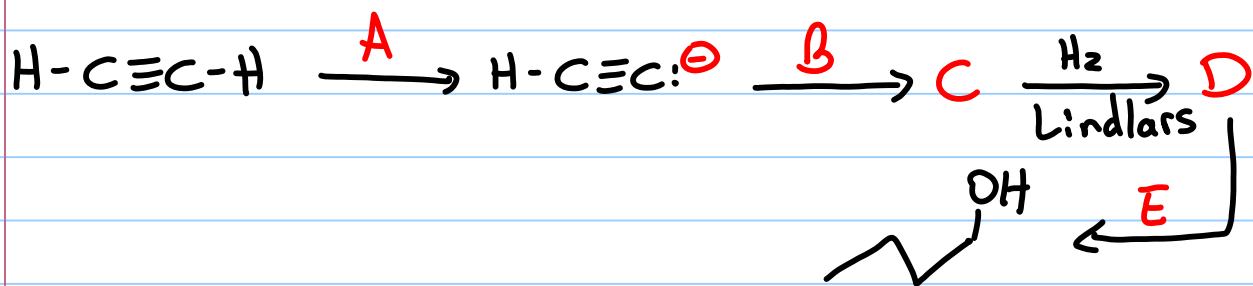 H-C≡C-H A H-C≡C:⊖ B C H₂ Lindlars D
OH E